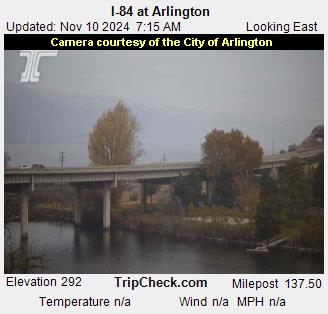 I-84 at Arlington
Updated: Nov 10 2024 7:15 AM Looking East
Camera courtesy of the City of Arlington
Elevation 292 TripCheck.com Milepost 137.50
Temperature n/a Wind n/a MPH n/a